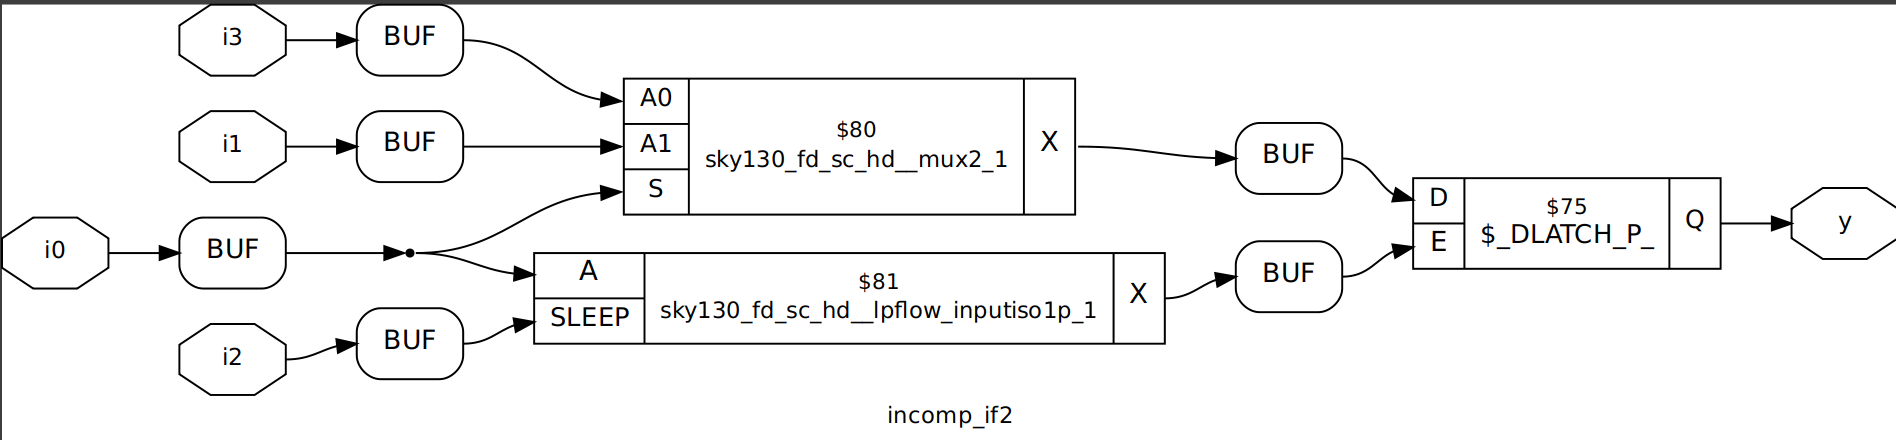 i3
BUF
i1
BUF
i0
BUF
i2
BUF
A0
A1
S
$80
sky130_fd_sc_hd__mux2_1
X
A
SLEEP
$81
sky130_fd_sc_hd__lpflow_inputiso1p_1
X
BUF
BUF
D
E
$75
$_DLATCH_P_
Q
y
incomp_if2